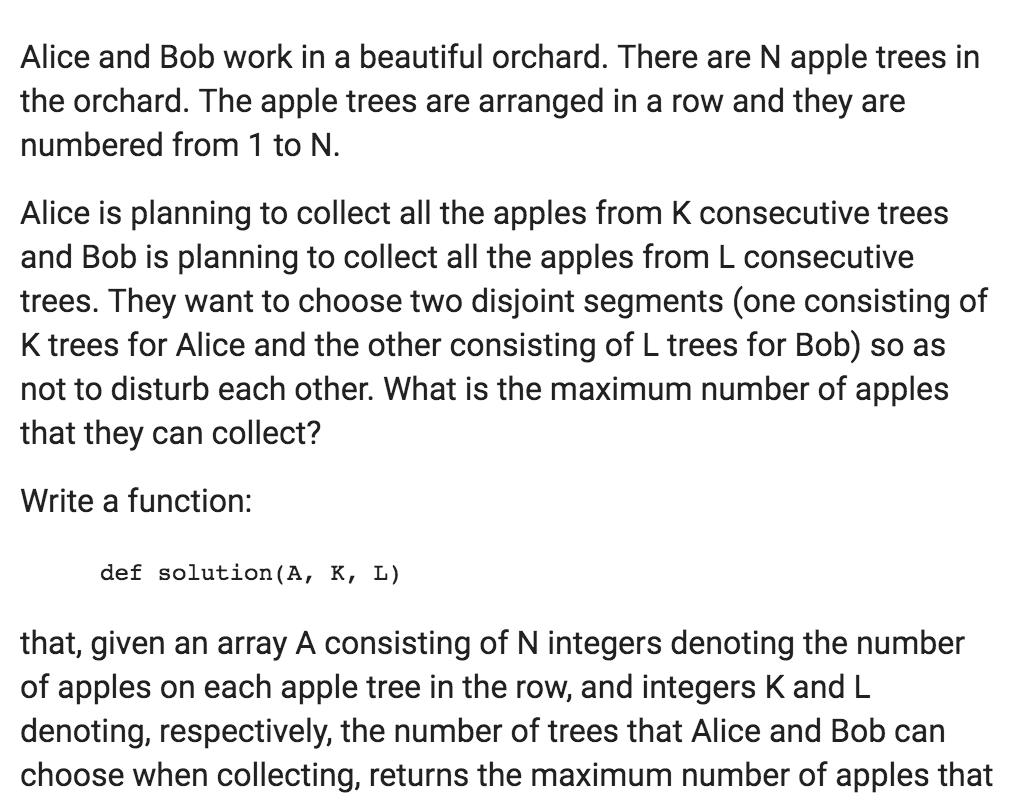 Alice and Bob work in a beautiful orchard. There are N apple trees in
the orchard. The apple trees are arranged in a row and they are
numbered from 1 to N.
Alice is planning to collect all the apples from K consecutive trees
and Bob is planning to collect all the apples from L consecutive
trees. They want to choose two disjoint segments (one consisting of
K trees for Alice and the other consisting of L trees for Bob) so as
not to disturb each other. What is the maximum number of apples
that they can collect?
Write a function:
def solution(A, K, L)
that, given an array A consisting of N integers denoting the number
of apples on each apple tree in the row, and integers K and L
denoting, respectively, the number of trees that Alice and Bob can
choose when collecting, returns the maximum number of apples that